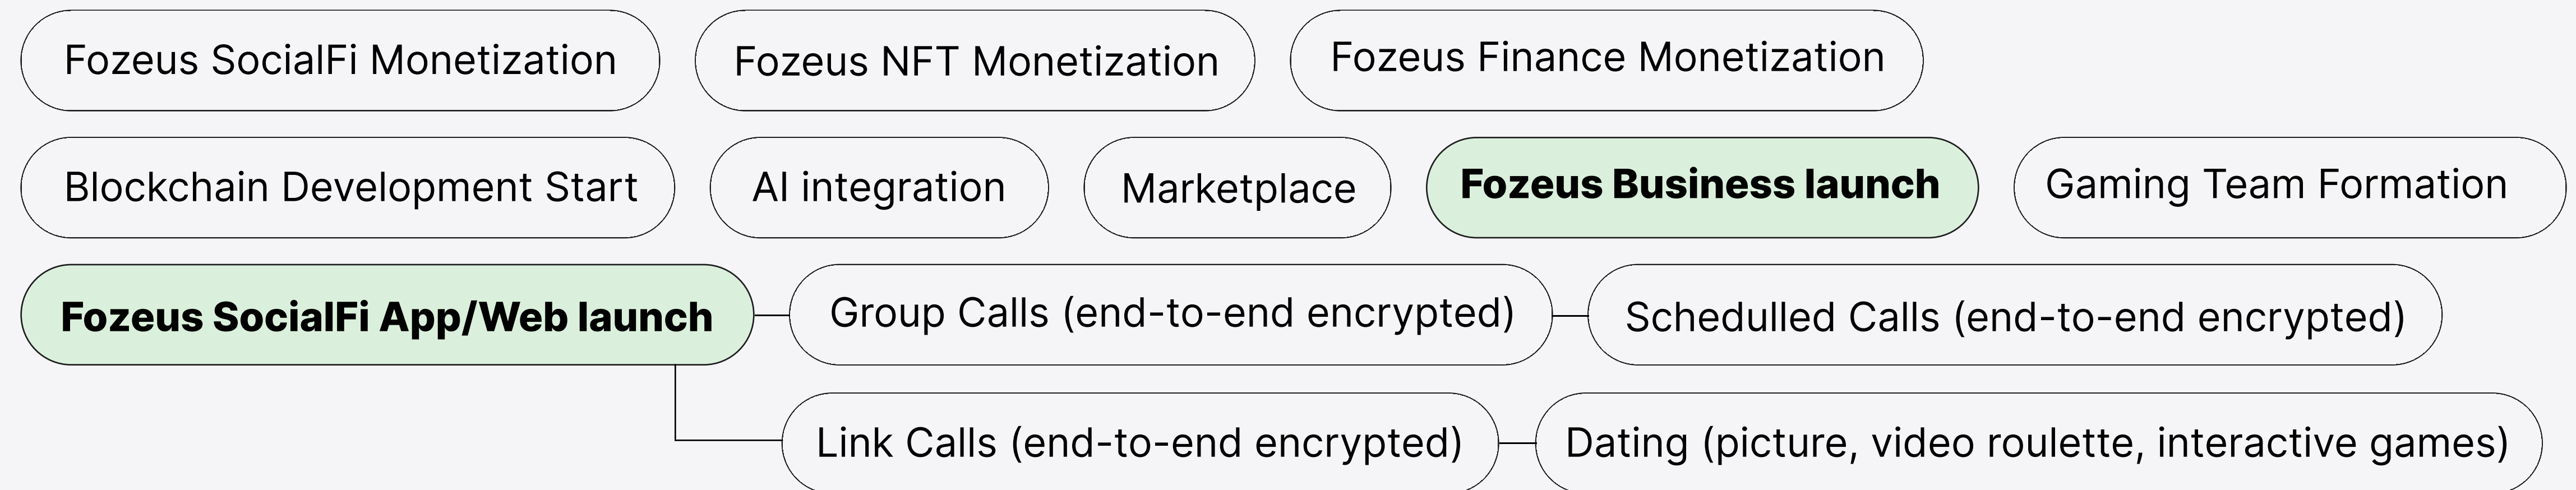 Fozeus SocialFi Monetization
Fozeus NFT Monetization
Fozeus Finance Monetization
Blockchain Development Start
AI integration
Marketplace
Fozeus Business launch
Gaming Team Formation
Fozeus SocialFi App/Web launch
Group Calls (end-to-end encrypted)
Schedulled Calls (end-to-end encrypted)
Link Calls (end-to-end encrypted)
Dating (picture, video roulette, interactive games)